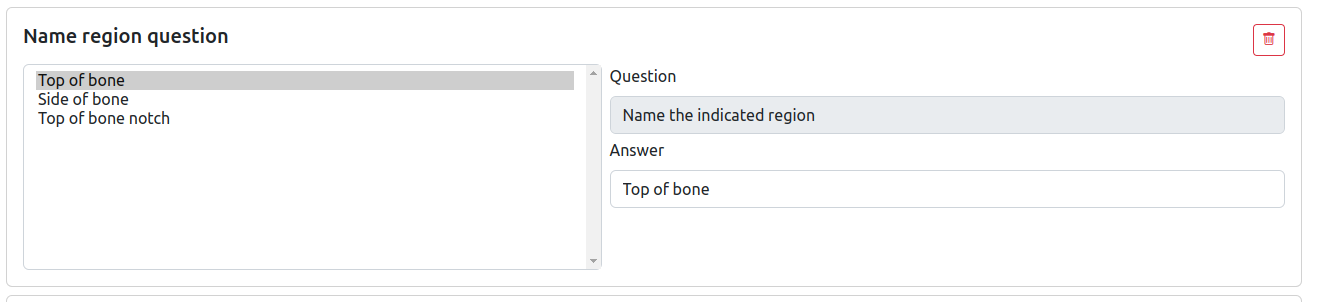 Name region question
Top of bone
Side of bone
Top of bone notch
Question
Name the indicated region
Answer
Top of bone